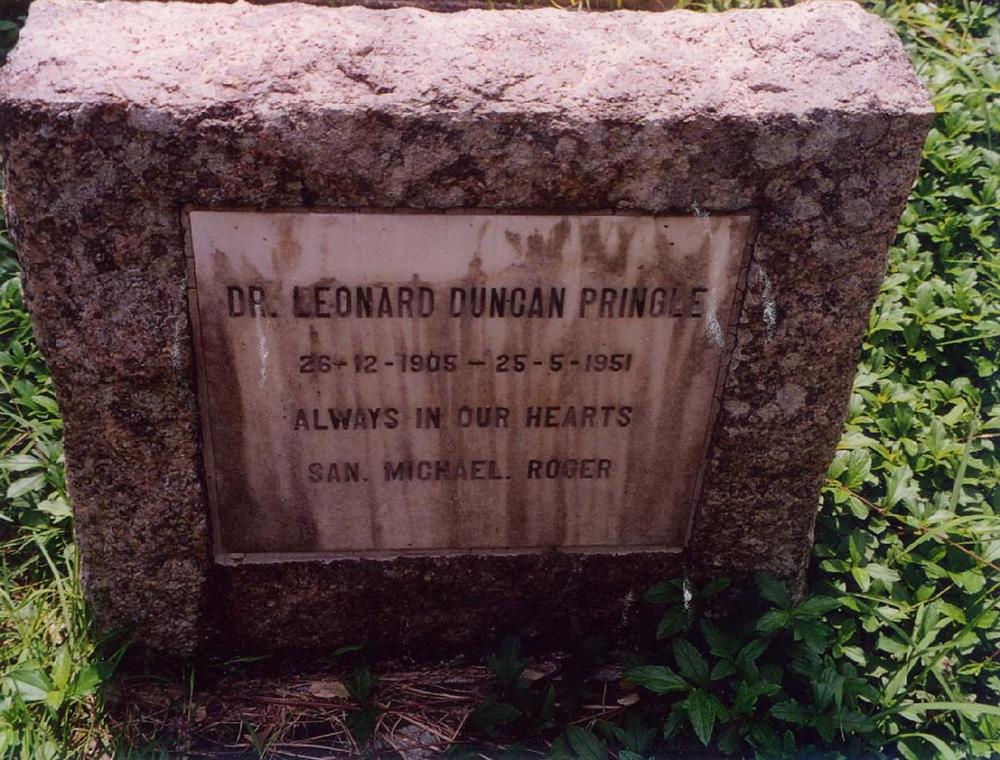 DR. LEONARD DUNCAN PRINGLE
26-12-1905 - 25-5-1951
ALWAYS IN OUR HEARTS
SAN. MICHAEL. ROGER